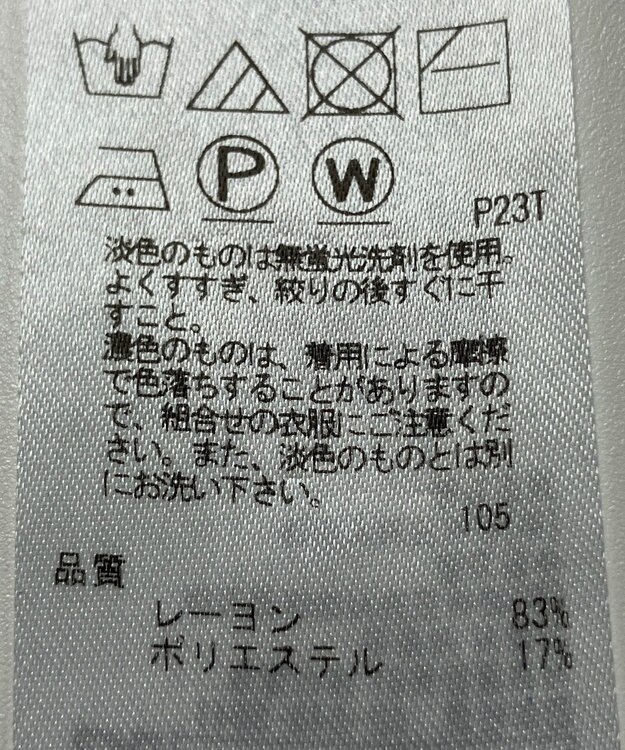 P W
P23T
淡色のものは無蛍光洗剤を使用。
よくすすぎ、絞りの後すぐに干
すこと。
濃色のものは、着用による摩擦
で色落ちすることがありますの
で、組合せの衣服にご注意くだ
さい。また、淡色のものとは別
にお洗い下さい。
105
品質
レーヨン 83%
ポリエステル 17%